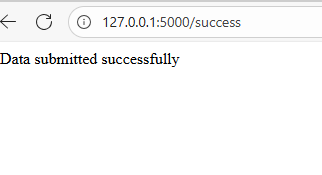 127.0.0.1:5000/success
Data submitted successfully